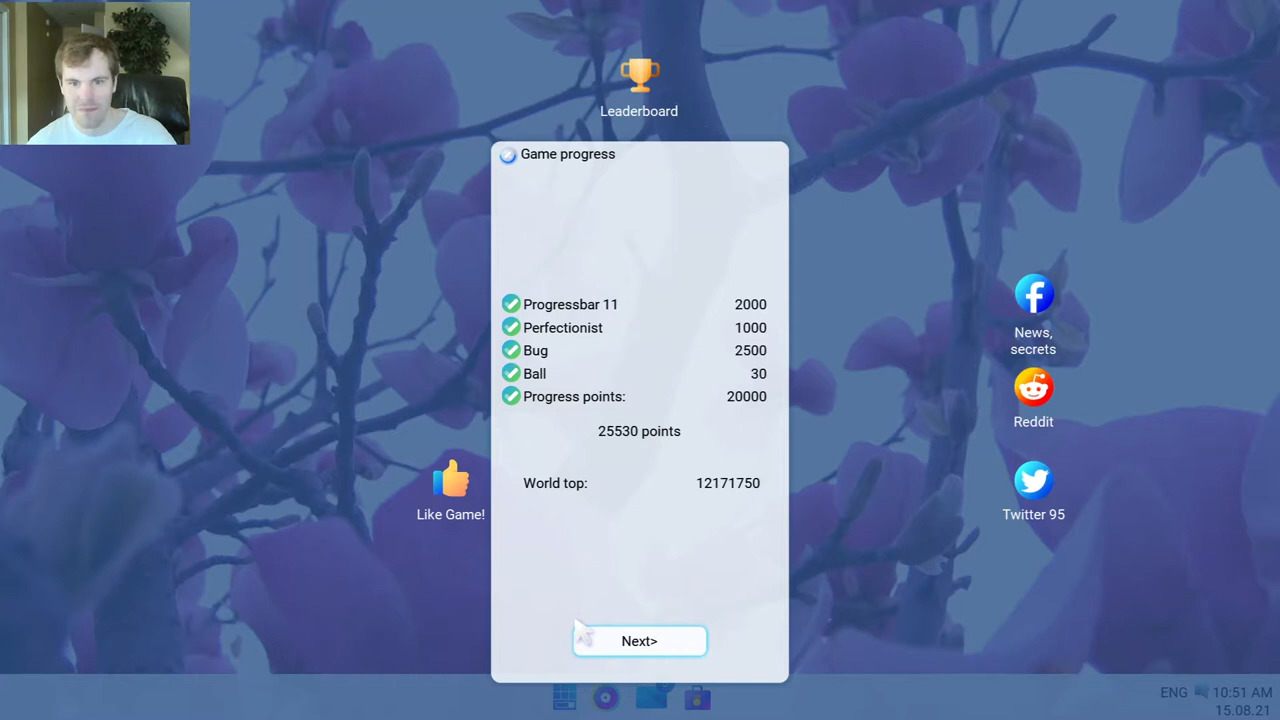 Leaderboard
Game progress
Progressbar 11 2000
Perfectionist 1000
Bug 2500
Ball 30
Progress points: 20000
25530 points
World top: 12171750
Next>
Like Game!
News,
secrets
Reddit
Twitter 95
ENG 10:51 AM
15.08.21